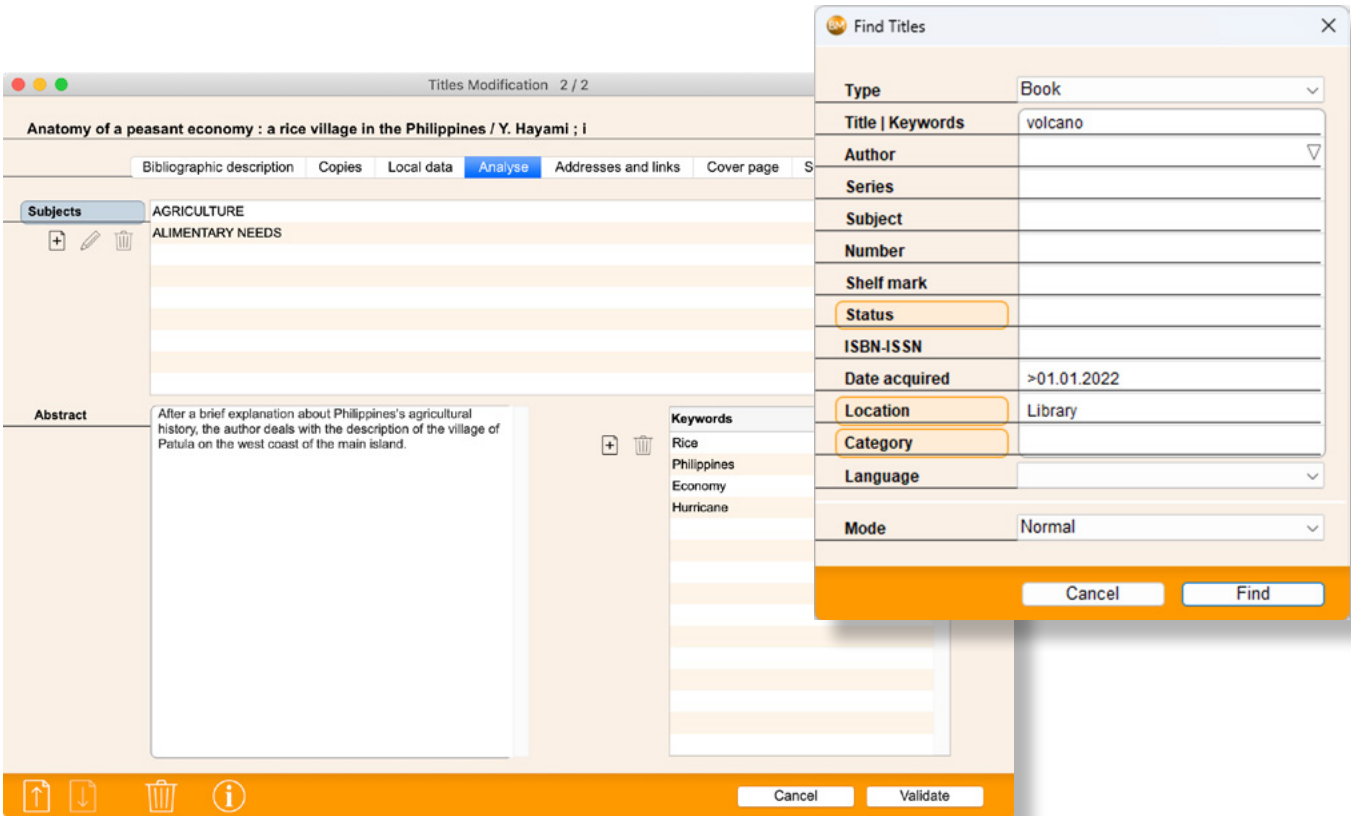 Titles Modification 2 / 2
Anatomy of a peasant economy : a rice village in the Philippines / Y. Hayami ; i
Bibliographic description Copies Local data Analyse Addresses and links Cover page S
Subjects
AGRICULTURE
ALIMENTARY NEEDS
Abstract
After a brief explanation about Philippines's agricultural
history, the author deals with the description of the village of
Patula on the west coast of the main island.
Keywords
Rice
Philippines
Economy
Hurricane
Cancel Validate
BM Find Titles
Type Book
Title | Keywords volcano
Author
Series
Subject
Number
Shelf mark
Status
ISBN-ISSN
Date acquired >01.01.2022
Location Library
Category
Language
Mode Normal
Cancel Find